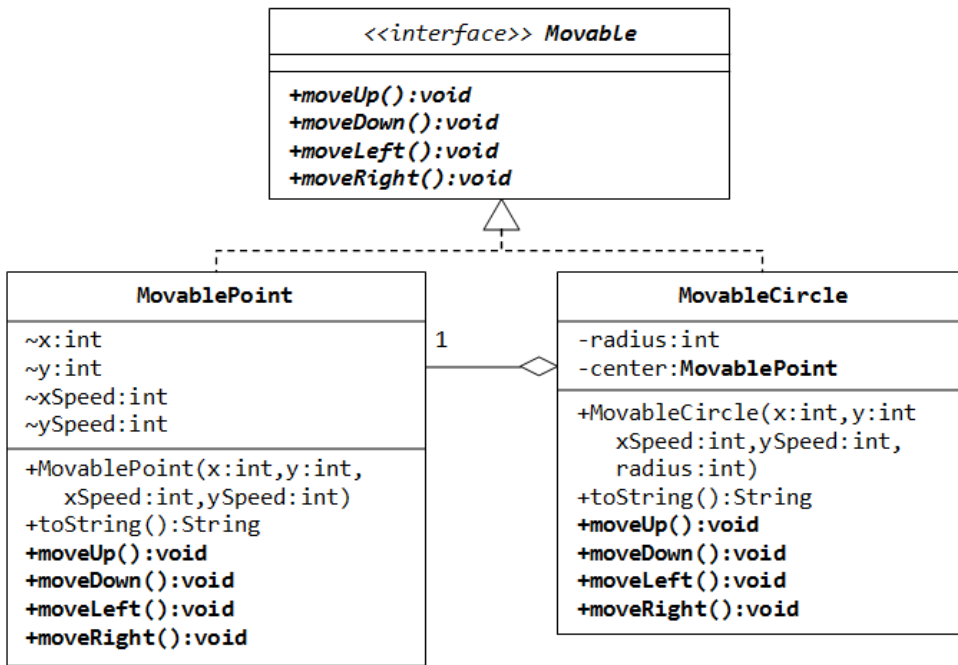 <<interface>> Movable
+moveUp():void
+moveDown():void
+moveLeft():void
+moveRight():void
MovablePoint
~x:int
~y:int
~xSpeed:int
~ySpeed:int
+MovablePoint(x:int,y:int,
xSpeed:int,ySpeed:int)
+toString():String
+moveUp():void
+moveDown():void
+moveLeft():void
+moveRight():void
1
MovableCircle
-radius:int
-center:MovablePoint
+MovableCircle(x:int,y:int
xSpeed:int,ySpeed:int,
radius:int)
+toString():String
+moveUp():void
+moveDown():void
+moveLeft():void
+moveRight():void